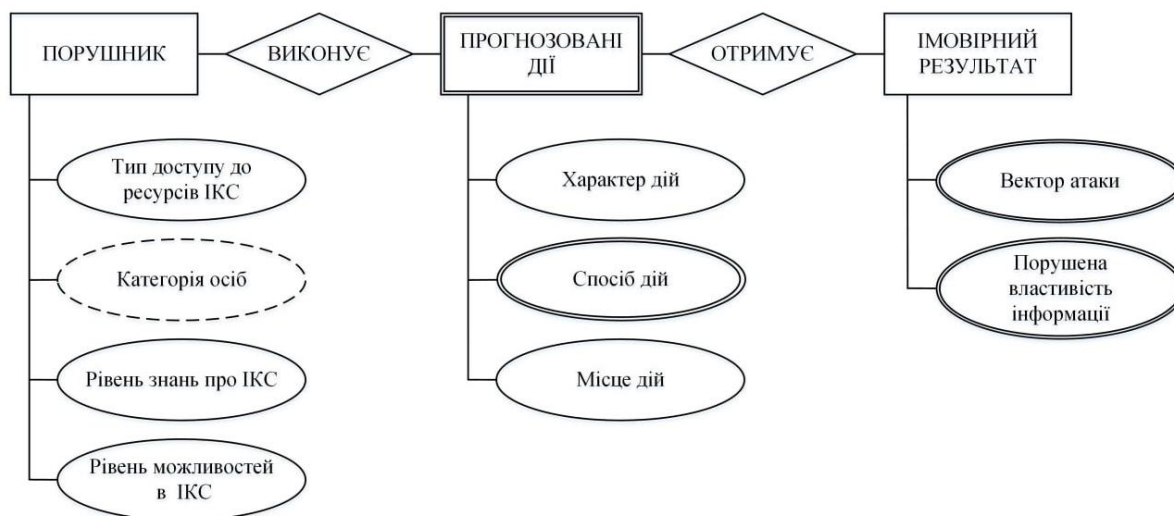 ПОРУШНИК
ВИКОНУЄ
ПРОГНОЗОВАНІ
ДІЇ
ОТРИМУЄ
ІМОВІРНИЙ
РЕЗУЛЬТАТ
Тип доступу до
ресурсів ІКС
Категорія осіб
Рівень знань про ІКС
Рівень можливостей
в ІКС
Характер дій
Спосіб дій
Місце дій
Вектор атаки
Порушена
властивість
інформації